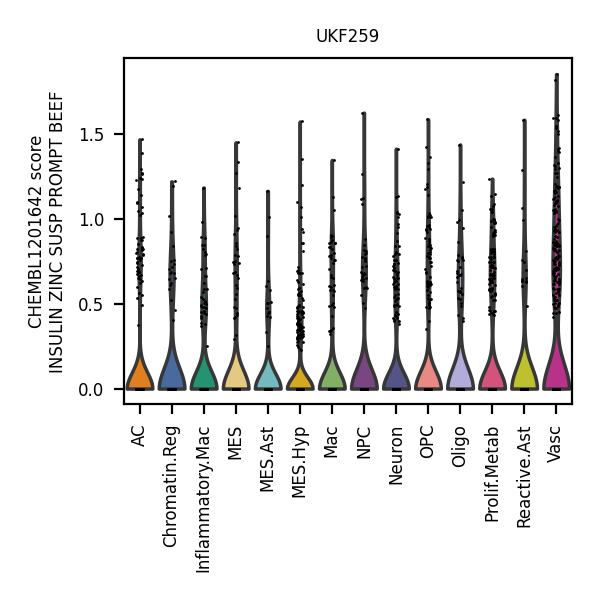 UKF259
CHEMBL1201642 score
INSULIN ZINC SUSP PROMPT BEEF
1.5
1.0
0.5
0.0
AC
Chromatin.Reg
Inflammatory.Mac
MES
MES.Ast
MES.Hyp
Mac
NPC
Neuron
OPC
Oligo
Prolif.Metab
Reactive.Ast
Vasc